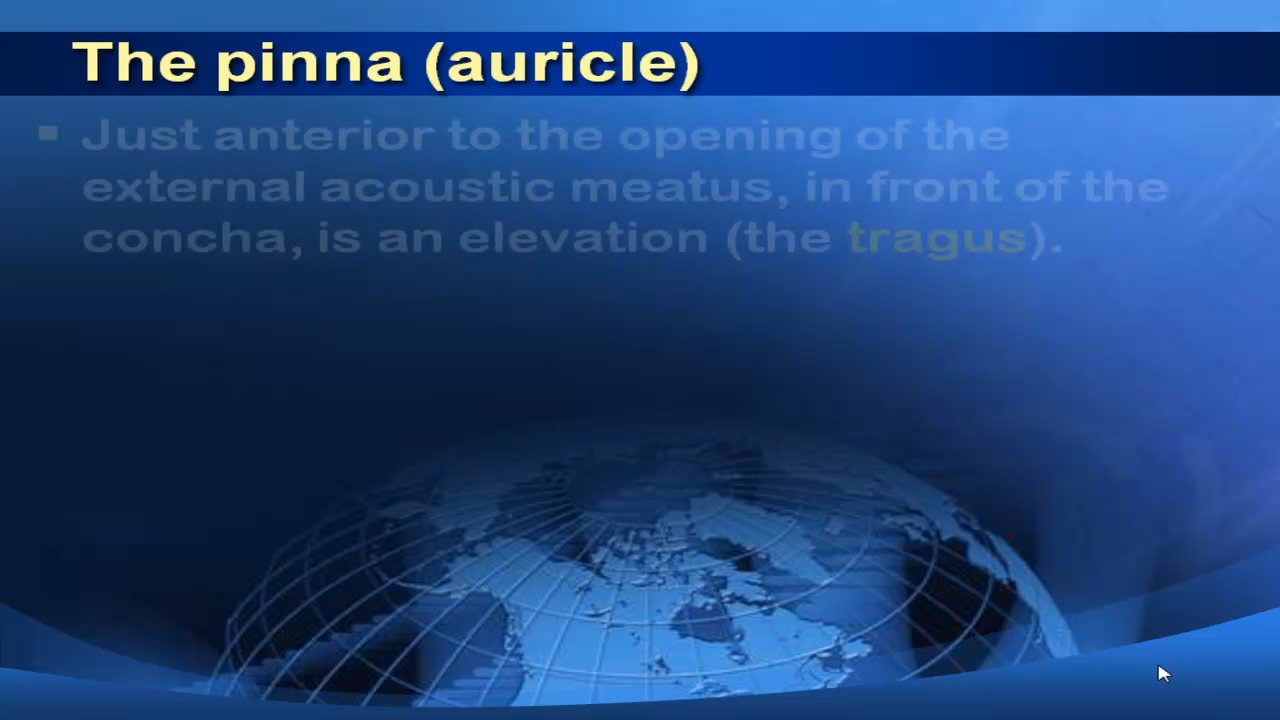 The pinna (auricle)
Just anterior to the opening of the
external acoustic meatus, in front of the
concha, is an elevation (the tragus).